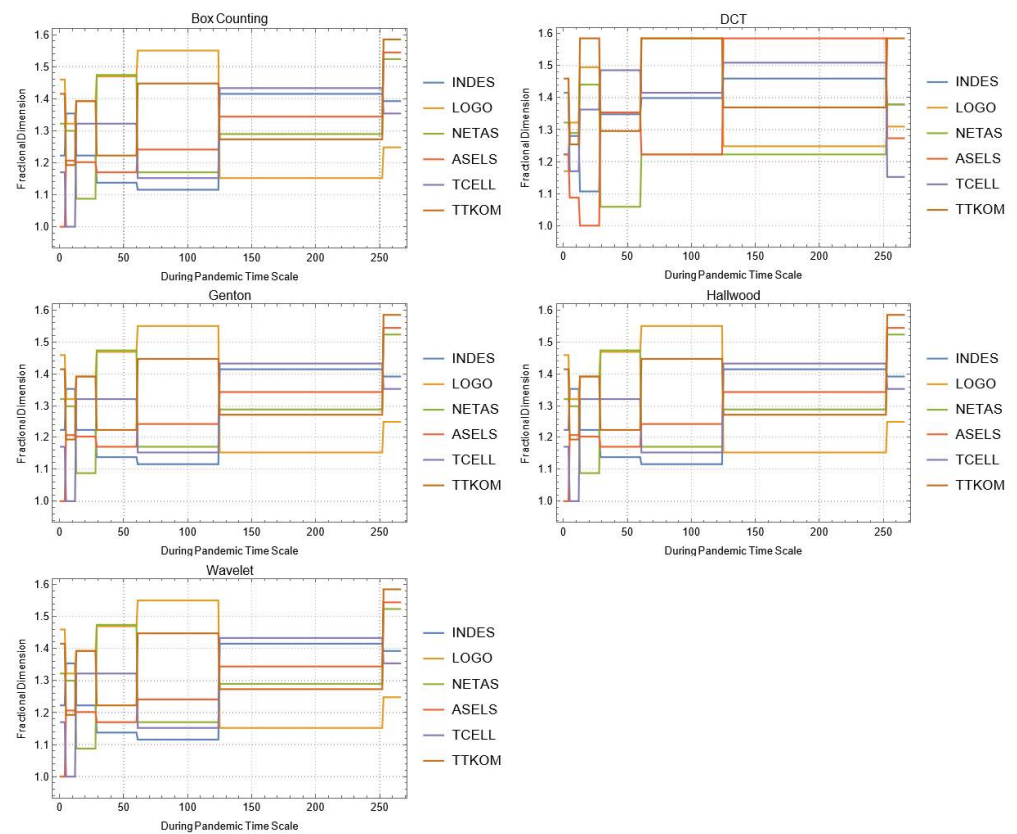 Box Counting
1.6
1.5
1.4
1.3
1.2
1.1
1.0
Fractional Dimension
0 50 100 150 200 250
During Pandemic Time Scale
INDES
LOGO
NETAS
ASELS
TCELL
TTKOM
DCT
1.6
1.5
1.4
1.3
1.2
1.1
1.0
Fractional Dimension
0 50 100 150 200 250
During Pandemic Time Scale
INDES
LOGO
NETAS
ASELS
TCELL
TTKOM
Genton
1.6
1.5
1.4
1.3
1.2
1.1
1.0
Fractional Dimension
0 50 100 150 200 250
During Pandemic Time Scale
INDES
LOGO
NETAS
ASELS
TCELL
TTKOM
Hallwood
1.6
1.5
1.4
1.3
1.2
1.1
1.0
Fractional Dimension
0 50 100 150 200 250
During Pandemic Time Scale
INDES
LOGO
NETAS
ASELS
TCELL
TTKOM
Wavelet
1.6
1.5
1.4
1.3
1.2
1.1
1.0
Fractional Dimension
0 50 100 150 200 250
During Pandemic Time Scale
INDES
LOGO
NETAS
ASELS
TCELL
TTKOM